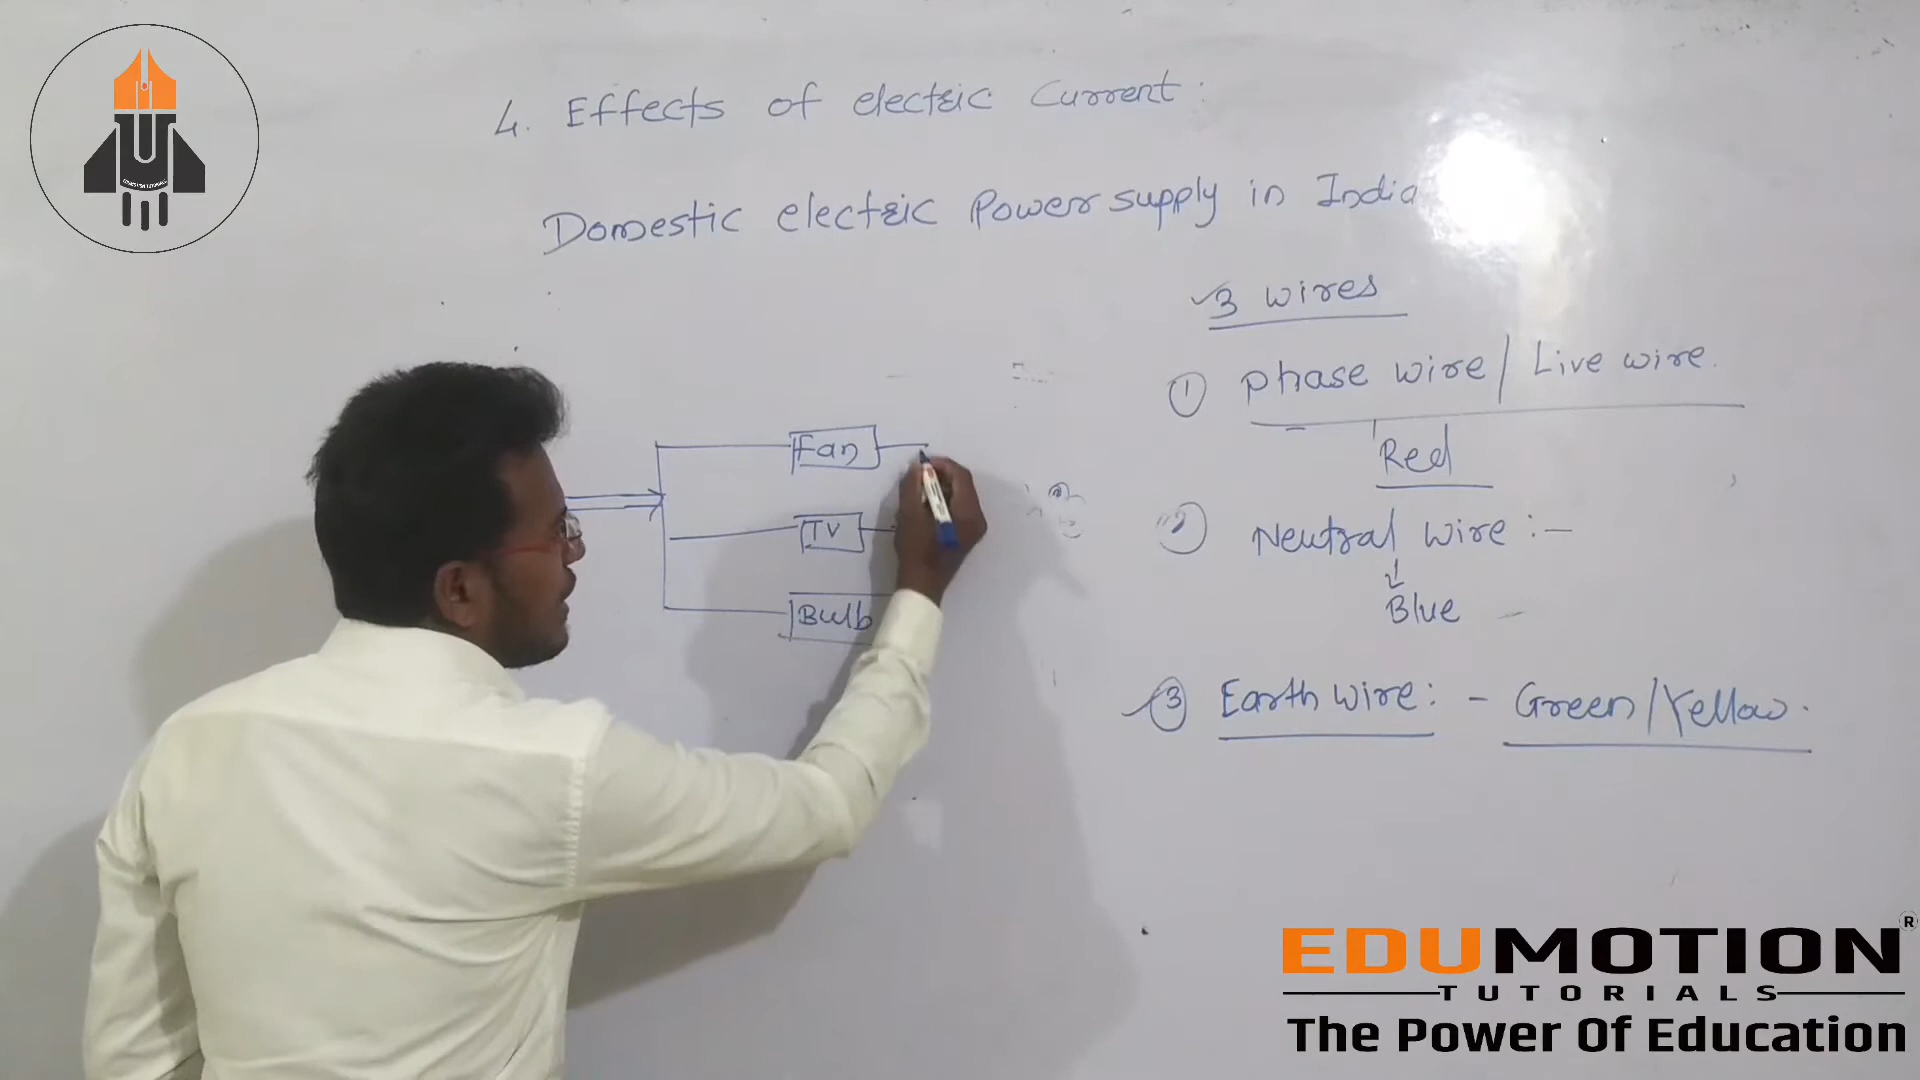 4. Effects of electric Current:
Domestic electric Power supply in India
3 wires
① Phase wire / Live wire.
Red
② Neutral wire :-
Blue
③ Earth wire: - Green/Yellow.
Fan
TV
Bulb
EDUMOTION®
TUTORIALS
The Power Of Education